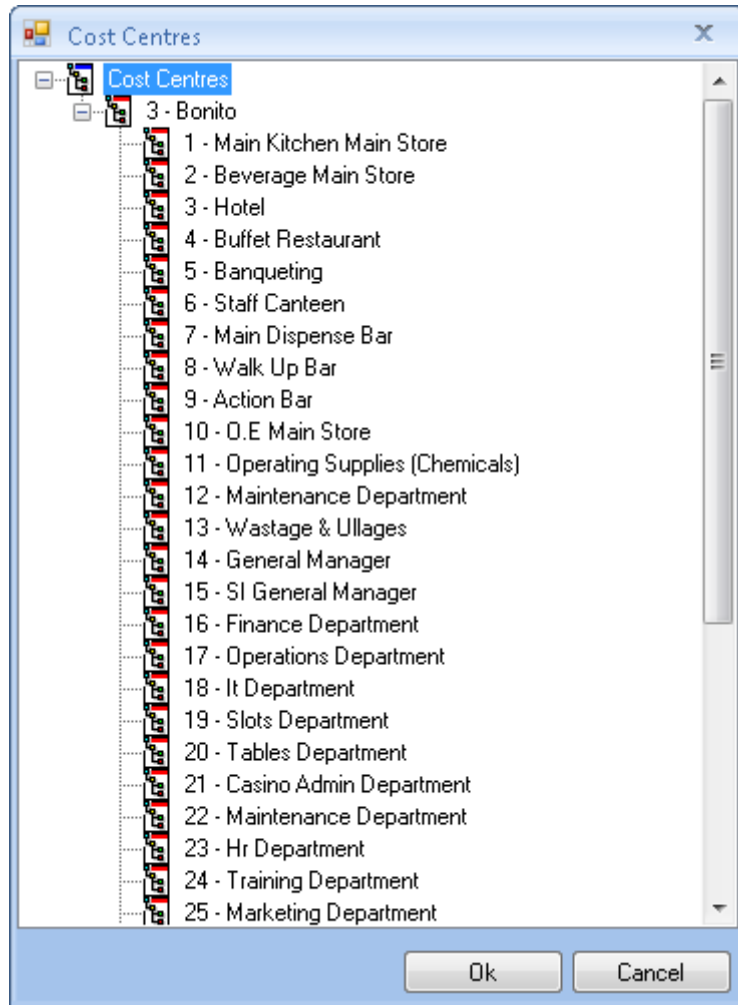 Cost Centres
Cost Centres
3 - Bonito
1 - Main Kitchen Main Store
2 - Beverage Main Store
3 - Hotel
4 - Buffet Restaurant
5 - Banqueting
6 - Staff Canteen
7 - Main Dispense Bar
8 - Walk Up Bar
9 - Action Bar
10 - O.E Main Store
11 - Operating Supplies (Chemicals)
12 - Maintenance Department
13 - Wastage & Ullages
14 - General Manager
15 - SI General Manager
16 - Finance Department
17 - Operations Department
18 - It Department
19 - Slots Department
20 - Tables Department
21 - Casino Admin Department
22 - Maintenance Department
23 - Hr Department
24 - Training Department
25 - Marketing Department
Ok Cancel